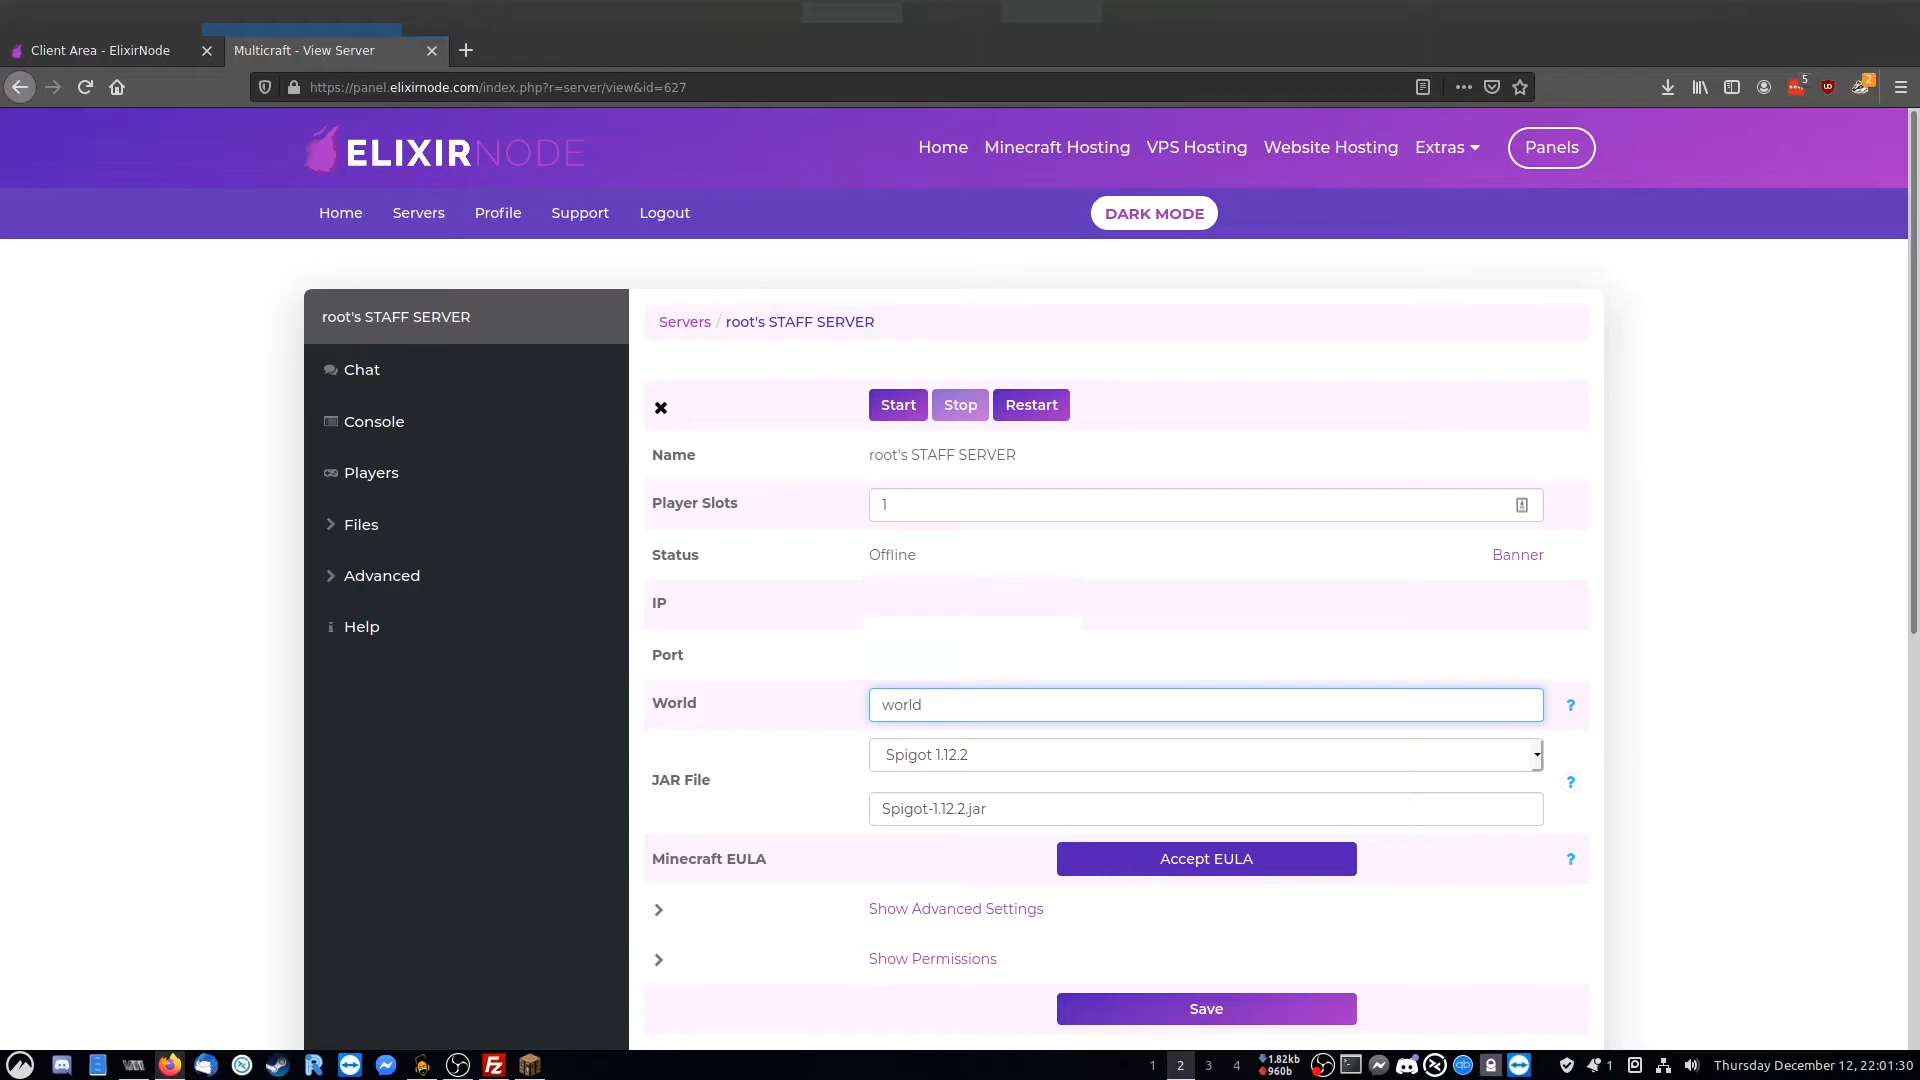 Client Area - ElixirNode
Multicraft - View Server
https://panel.elixirnode.com/index.php?r=server/view&id=627
5
2
ELIXIRNODE
Home
Minecraft Hosting
VPS Hosting
Website Hosting
Extras
Panels
Home
Servers
Profile
Support
Logout
DARK MODE
root's STAFF SERVER
Chat
Console
Players
Files
Advanced
Help
Servers / root's STAFF SERVER
Start
Stop
Restart
Name
root's STAFF SERVER
Player Slots
1
Status
Offline
Banner
IP
Port
World
world
?
JAR File
Spigot 1.12.2
Spigot-1.12.2.jar
?
Minecraft EULA
Accept EULA
?
Show Advanced Settings
Show Permissions
Save
1
2
3
4
1.82kb
960b
1
Thursday December 12, 22:01:30